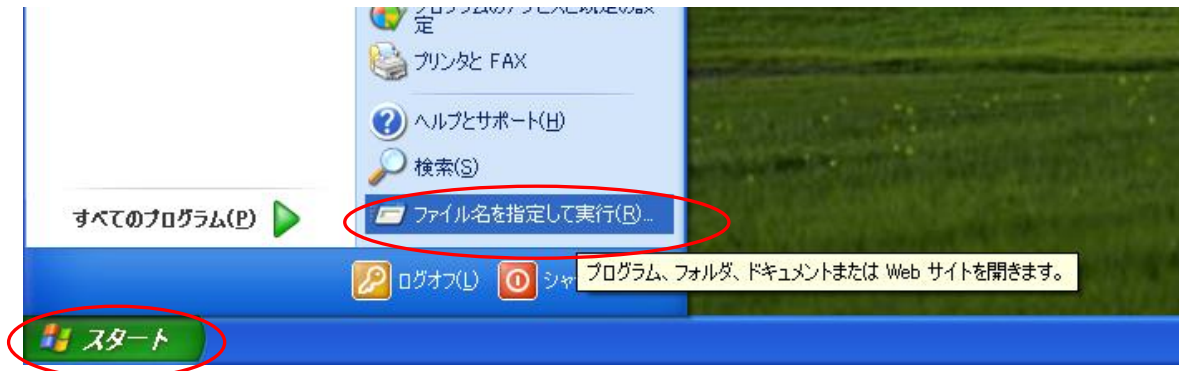 定
プリンタと FAX
ヘルプとサポート(H)
検索(S)
すべてのプログラム(P)
ファイル名を指定して実行(R)...
ログオフ(L)
シャ
プログラム、フォルダ、ドキュメントまたは Web サイトを開きます。
スタート